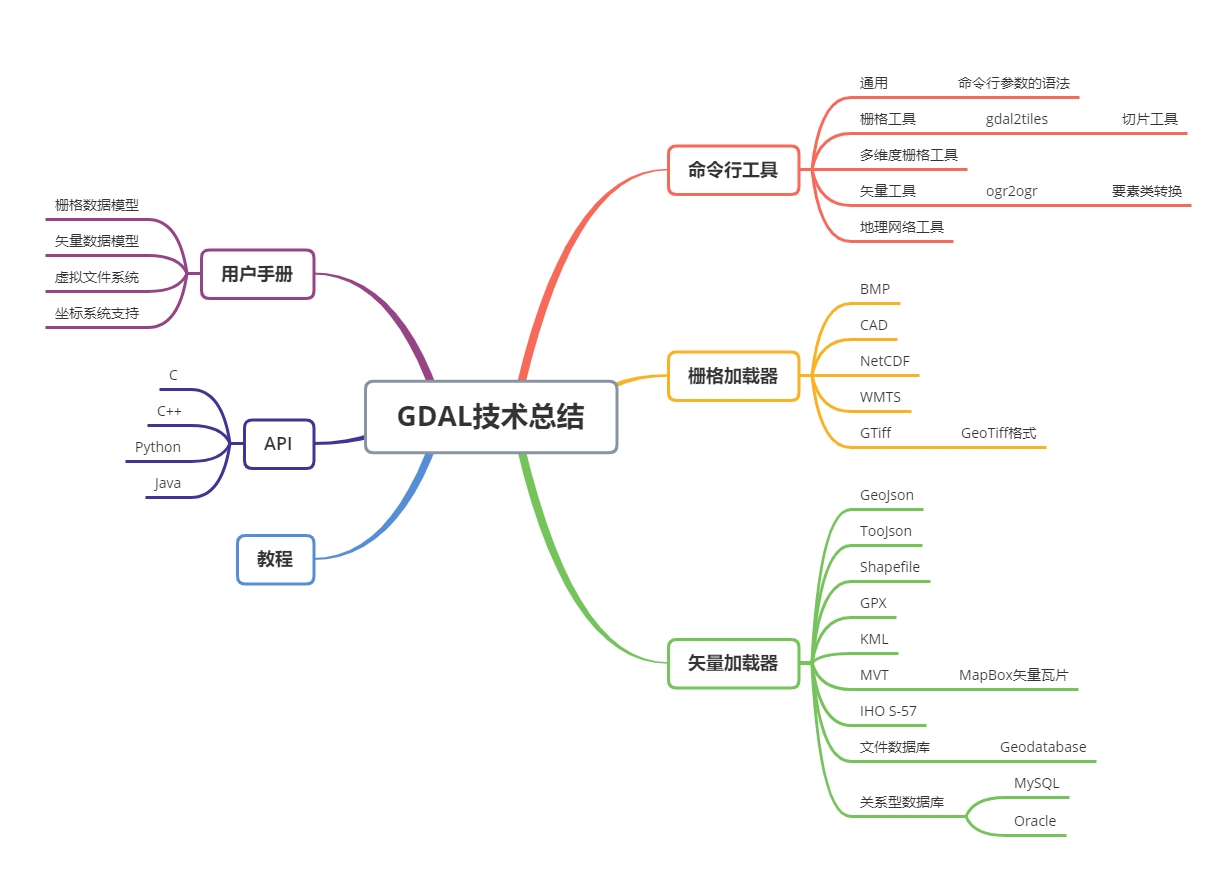 GDAL技术总结
命令行工具
通用
命令行参数的语法
栅格工具
gdal2tiles
切片工具
多维度栅格工具
矢量工具
ogr2ogr
要素类转换
地理网络工具
栅格加载器
BMP
CAD
NetCDF
WMTS
GTiff
GeoTiff格式
矢量加载器
GeoJson
TooJson
Shapefile
GPX
KML
MVT
MapBox矢量瓦片
IHO S-57
文件数据库
Geodatabase
关系型数据库
MySQL
Oracle
用户手册
栅格数据模型
矢量数据模型
虚拟文件系统
坐标系统支持
API
C
C++
Python
Java
教程